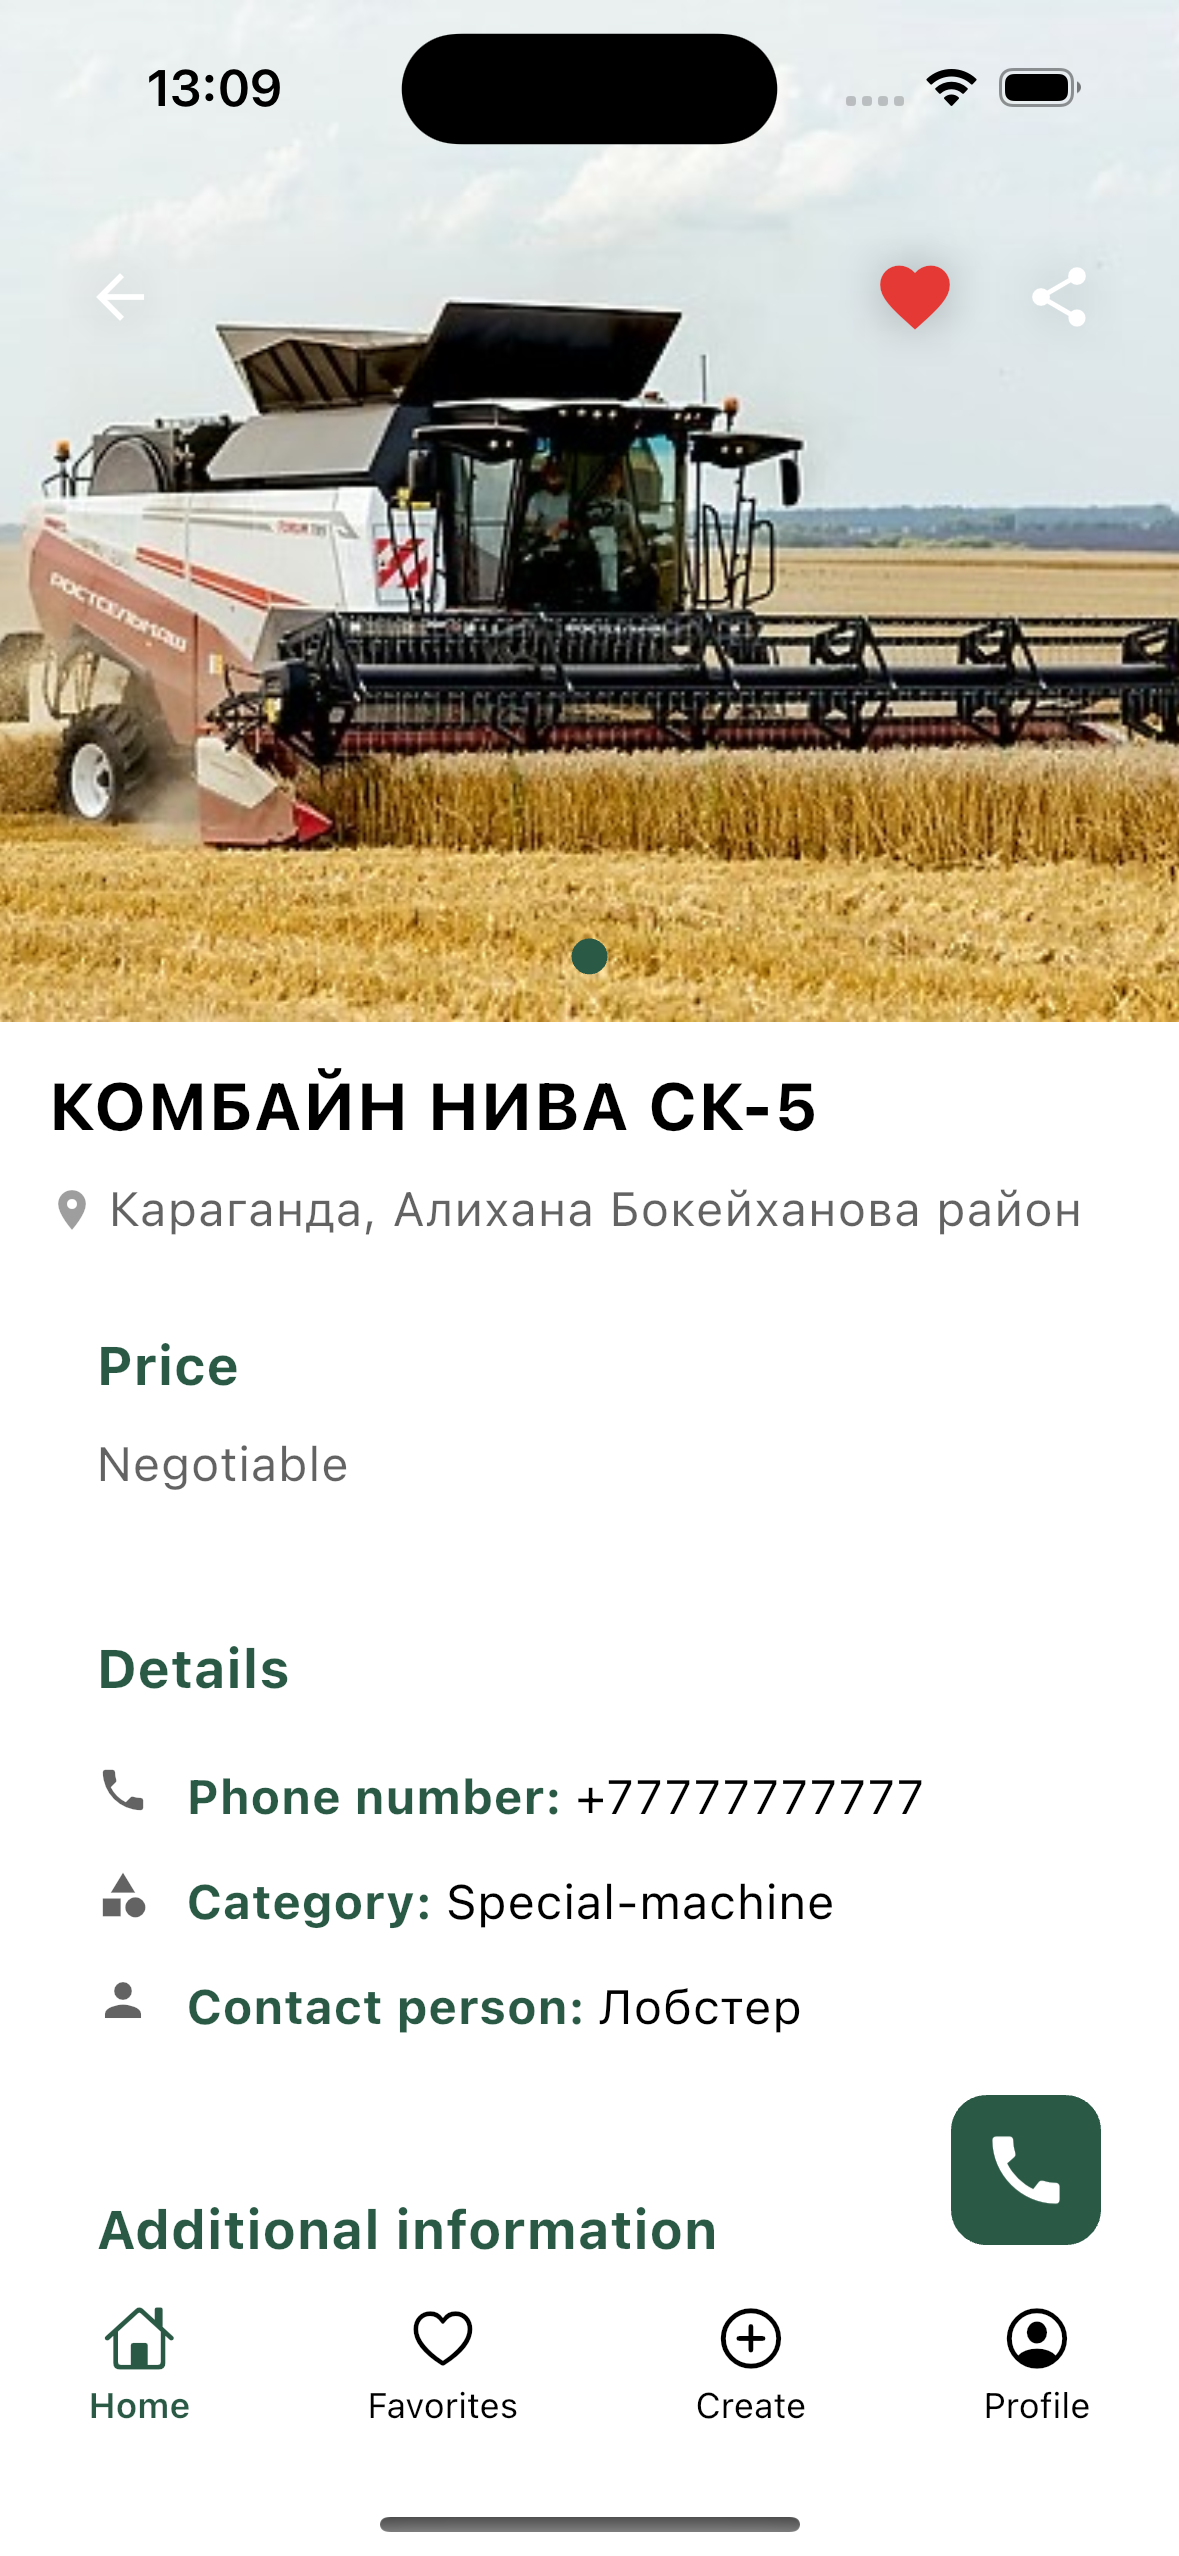 13:09
РОСТСЕЛЬМАШ
КОМБАЙН НИВА СК-5
Караганда, Алихана Бокейханова район
Price
Negotiable
Details
Phone number: +77777777777
Category: Special-machine
Contact person: Лобстер
Additional information
Home
Favorites
Create
Profile